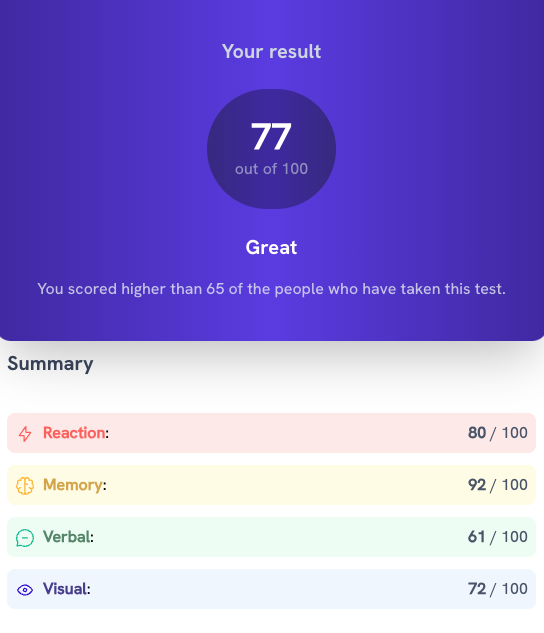 Your result
77
out of 100
Great
You scored higher than 65 of the people who have taken this test.
Summary
Reaction: 80 / 100
Memory: 92 / 100
Verbal: 61 / 100
Visual: 72 / 100